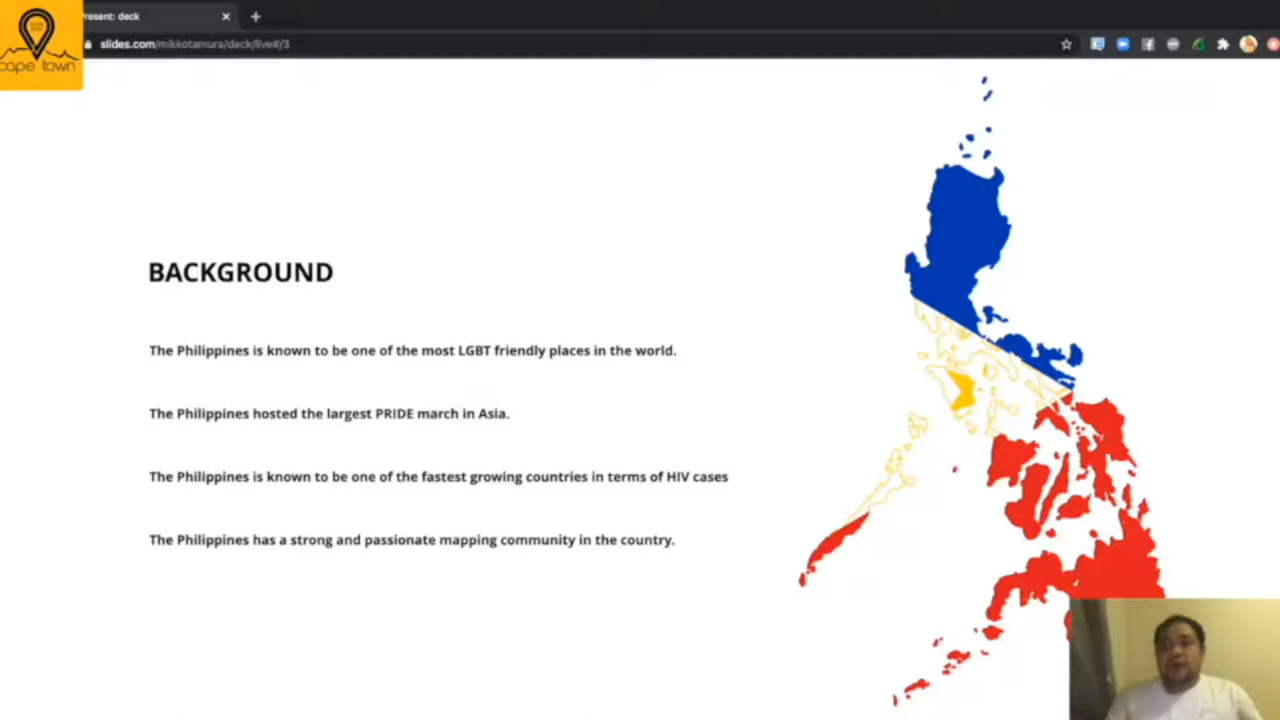 Present: deck
slides.com/mikkotamura/deck/live#/3
cape town
BACKGROUND
The Philippines is known to be one of the most LGBT friendly places in the world.
The Philippines hosted the largest PRIDE march in Asia.
The Philippines is known to be one of the fastest growing countries in terms of HIV cases
The Philippines has a strong and passionate mapping community in the country.